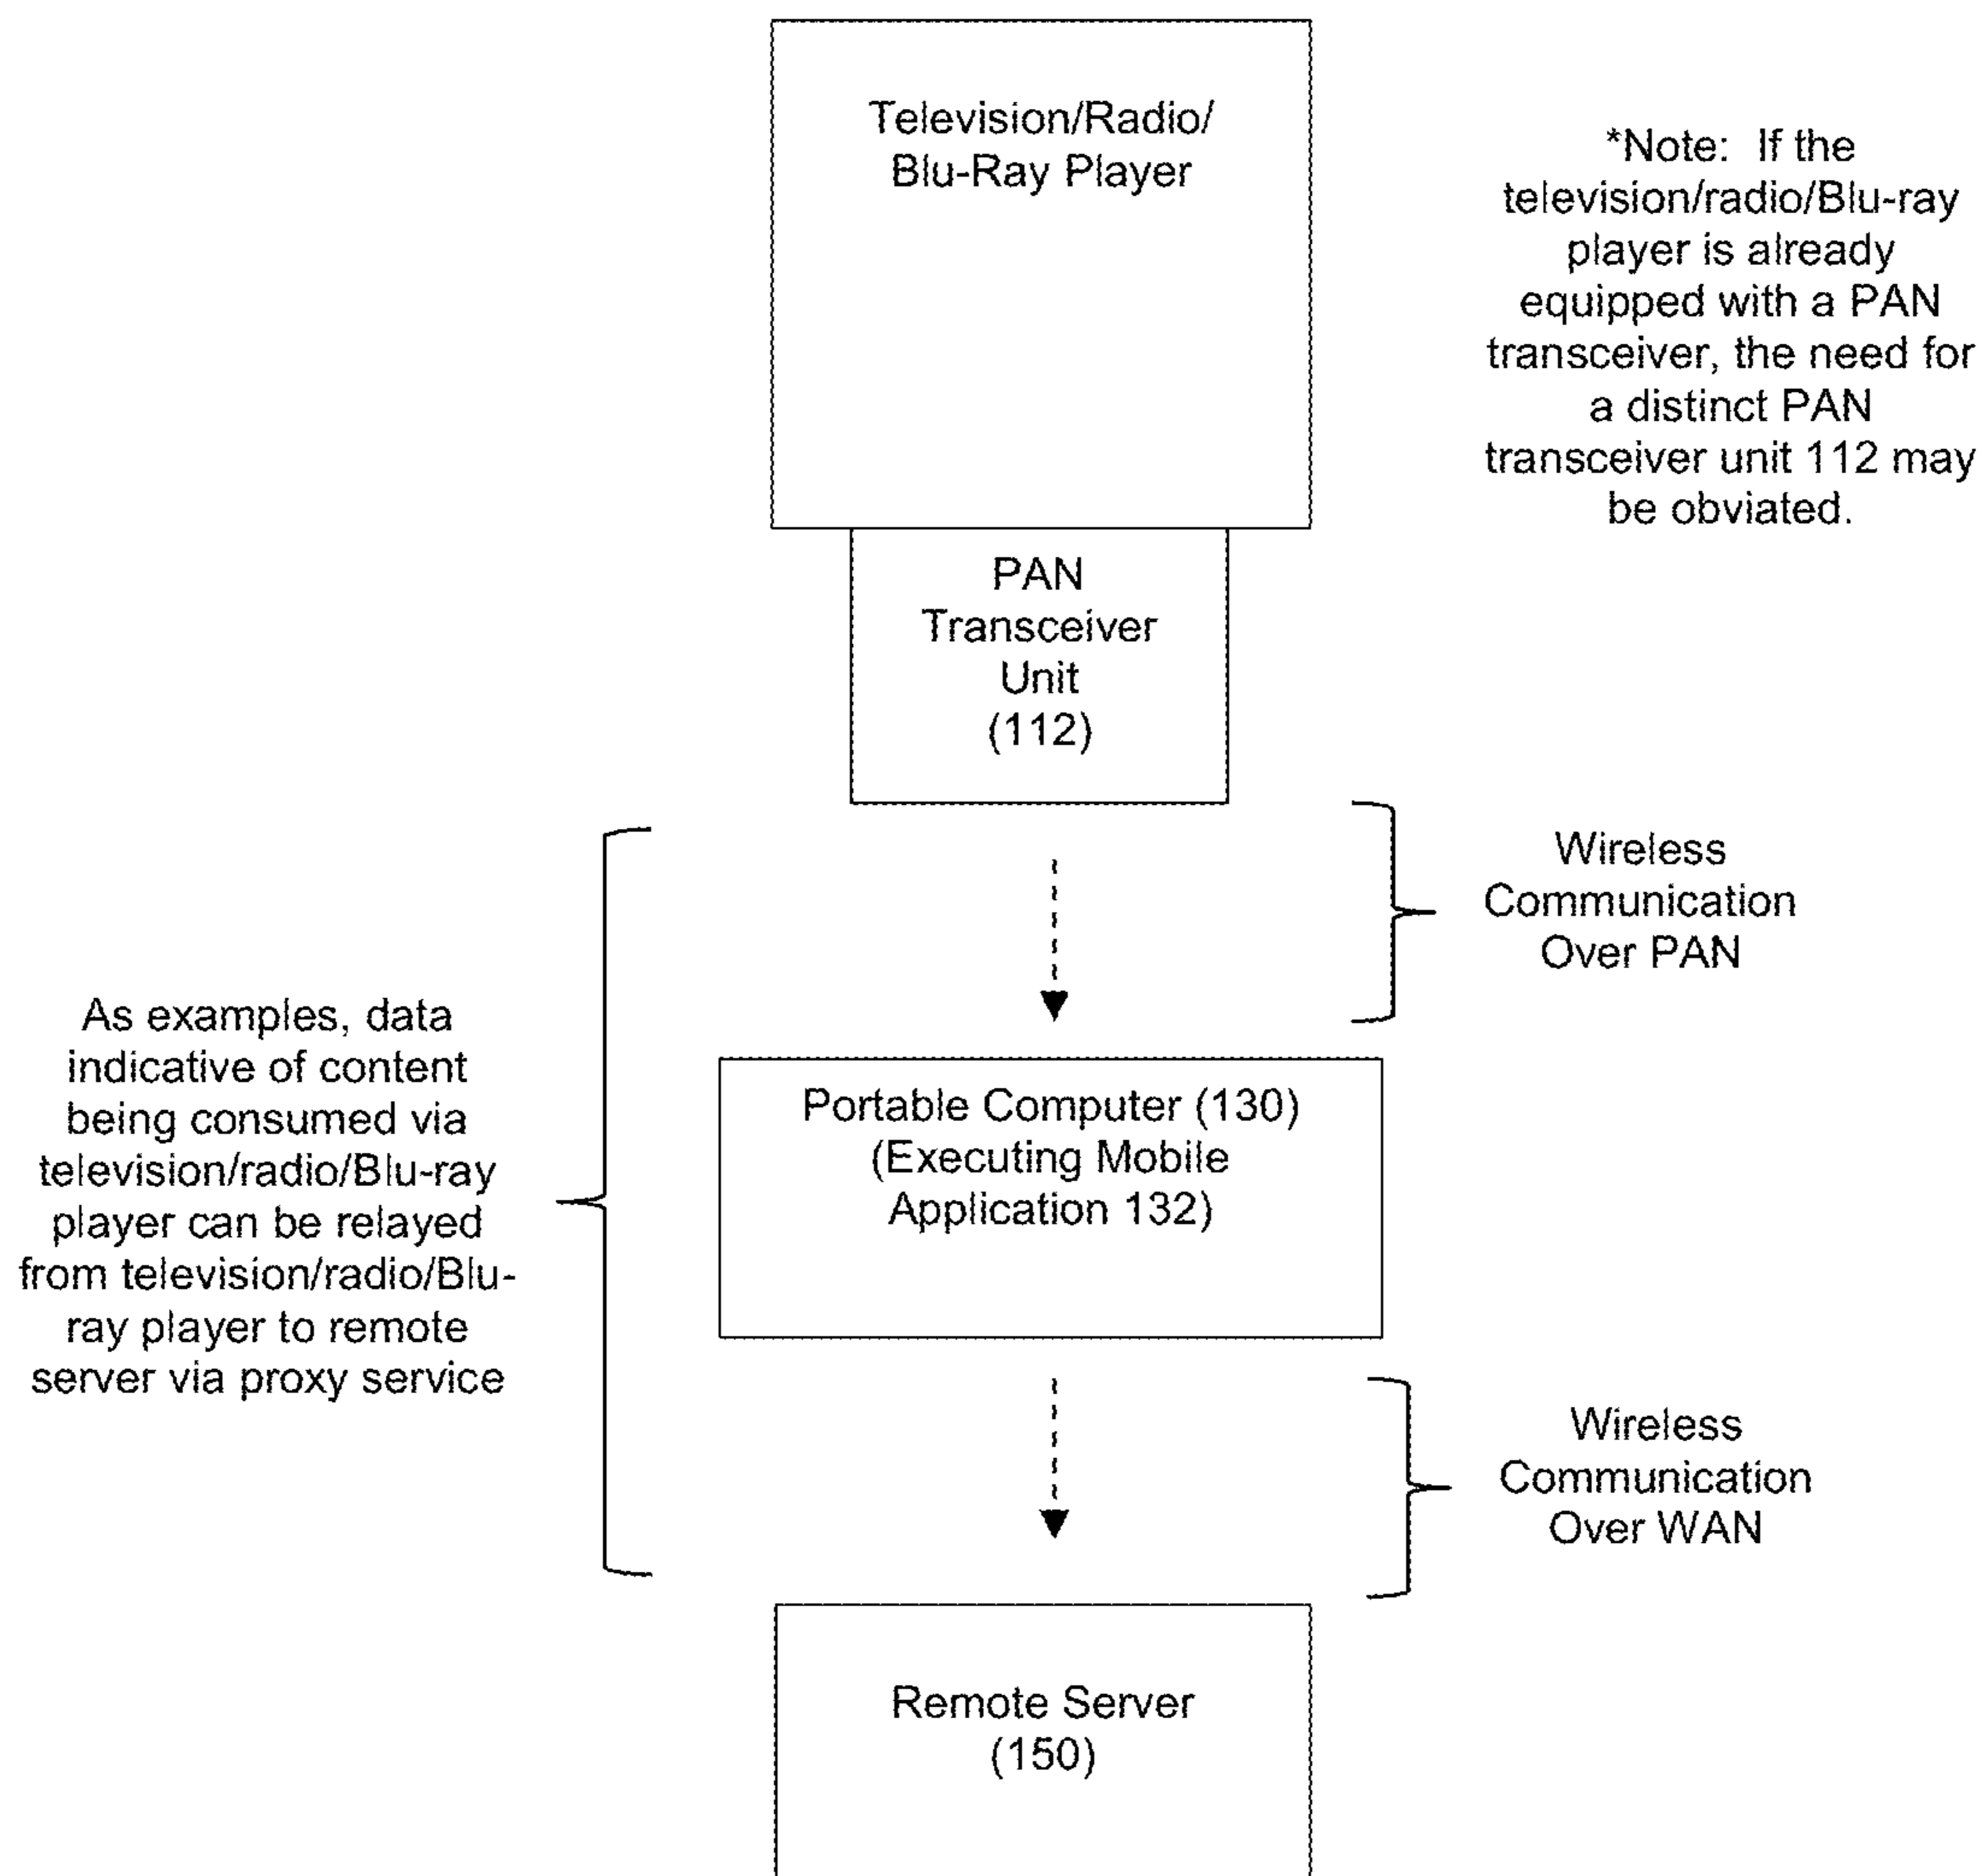 Television/Radio/
Blu-Ray Player
*Note: If the
television/radio/Blu-ray
player is already
equipped with a PAN
transceiver, the need for
a distinct PAN
transceiver unit 112 may
be obviated.
PAN
Transceiver
Unit
(112)
Wireless
Communication
Over PAN
As examples, data
indicative of content
being consumed via
television/radio/Blu-ray
player can be relayed
from television/radio/Blu-
ray player to remote
server via proxy service
Portable Computer (130)
(Executing Mobile
Application 132)
Wireless
Communication
Over WAN
Remote Server
(150)